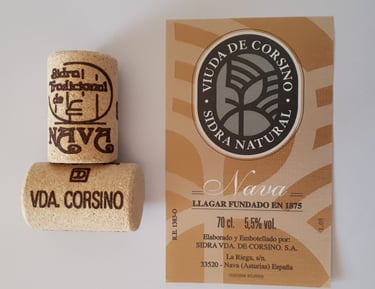 Sidra
Tradicional
de
NAVA
VDA. CORSINO
VIUDA DE CORSINO
SIDRA NATURAL
Nava
LLAGAR FUNDADO EN 1875
70 cl. 5,5% vol.
Elaborado y Embotellado por:
SIDRA VDA. DE CORSINO, S.A.
La Riega, s/n.
33520 - Nava (Asturias) España
R.E. 1383-O